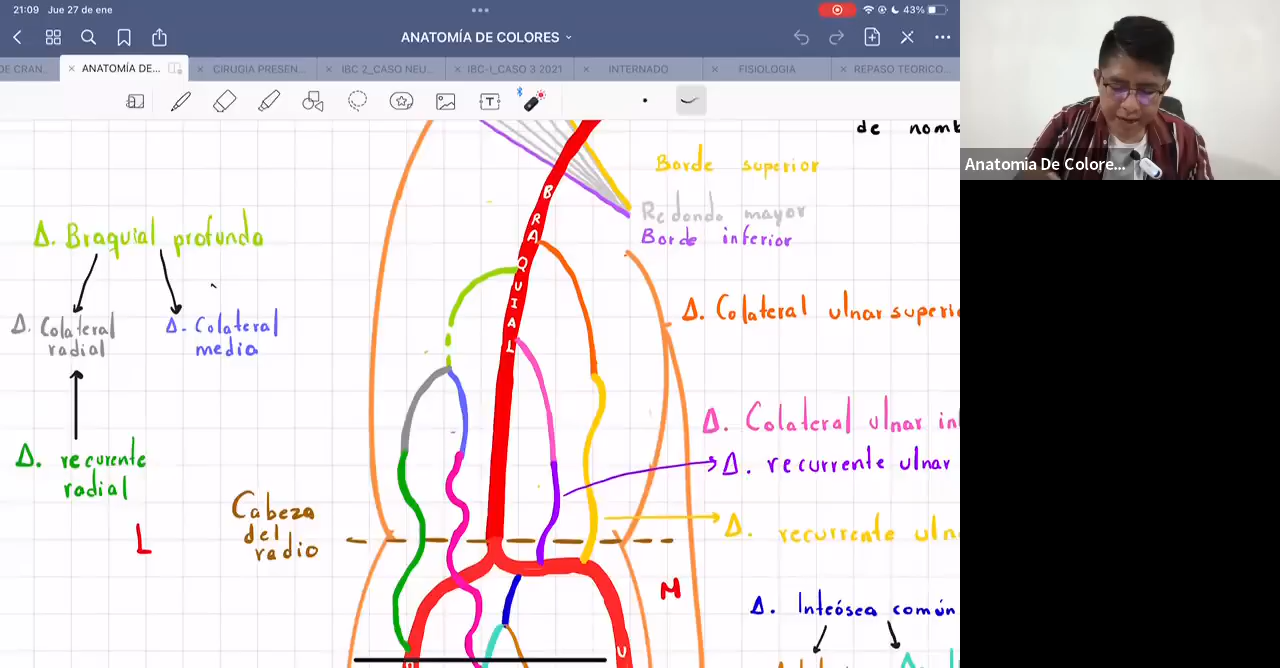 21:09 Jue 27 de ene
43%
ANATOMÍA DE COLORES
DE CRAN...
ANATOMÍA DE...
CIRUGIA PRESEN...
IBC 2_CASO NEU...
IBC-I_CASO 3 2021
INTERNADO
FISIOLOGIA
REPASO TEORICO...
Anatomia De Colore...
de nomb
Borde superior
Redondo mayor
Borde inferior
BRAQUIAL
Δ. Braquial profunda
Δ. Colateral radial
Δ. Colateral media
Δ. Colateral ulnar superio
Δ. Colateral ulnar in
Δ. recurrente ulnar
Δ. recurente radial
Cabeza del radio
Δ. recurrente uln
L
M
Δ. Inteósea común
U